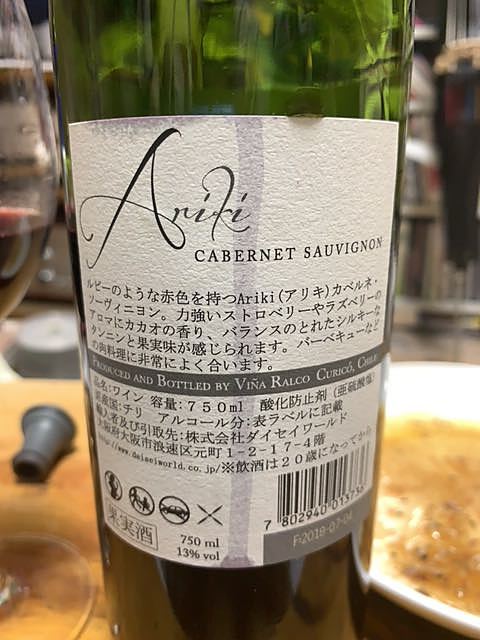 Ariki
CABERNET SAUVIGNON
ルビーのような赤色を持つAriki(アリキ)カベルネ・
ソーヴィニヨン。力強いストロベリーやラズベリーの
アロマにカカオの香り、バランスのとれたシルキーな
タンニンと果実味が感じられます。バーベキューなど
の肉料理に非常によく合います。
PRODUCED AND BOTTLED BY VIÑA RALCO CURICÓ, CHILE
品名:ワイン 容量:750ml 酸化防止剤(亜硫酸塩)
原産国:チリ アルコール分:表ラベルに記載
輸入者及び引取先:株式会社ダイセイワールド
大阪府大阪市浪速区元町1-2-17-4階
http://www.daiseiworld.co.jp/※飲酒は20歳になってから
果実酒
750 ml
13% vol
7 802940 013736
F-2019-07-04